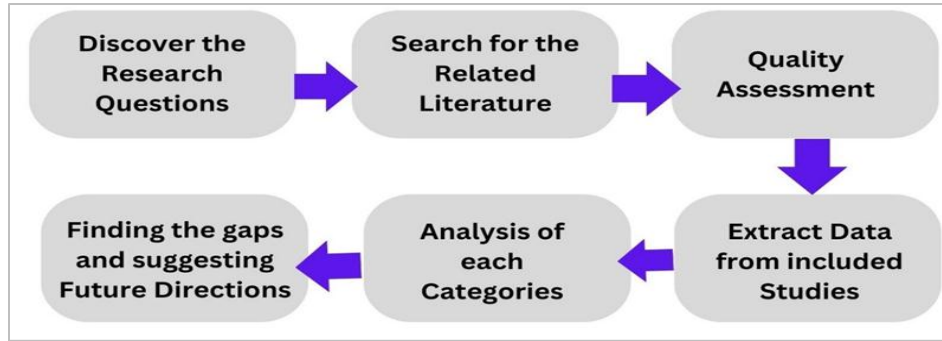 Discover the
Research
Questions
Search for the
Related
Literature
Quality
Assessment
Extract Data
from included
Studies
Analysis of
each
Categories
Finding the gaps
and suggesting
Future Directions